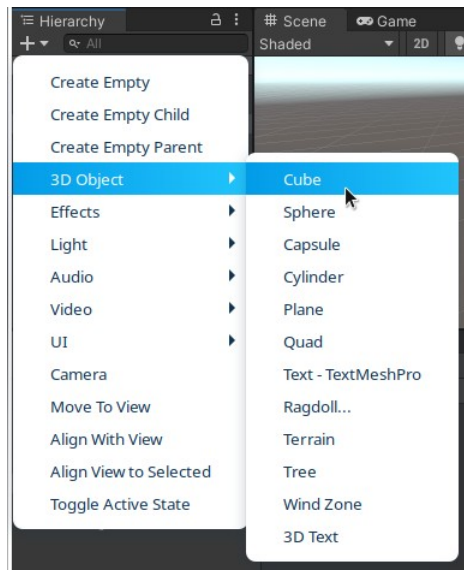 Hierarchy
# Scene
Game
All
Shaded
2D
Create Empty
Create Empty Child
Create Empty Parent
3D Object
Effects
Light
Audio
Video
UI
Camera
Move To View
Align With View
Align View to Selected
Toggle Active State
Cube
Sphere
Capsule
Cylinder
Plane
Quad
Text - TextMeshPro
Ragdoll...
Terrain
Tree
Wind Zone
3D Text